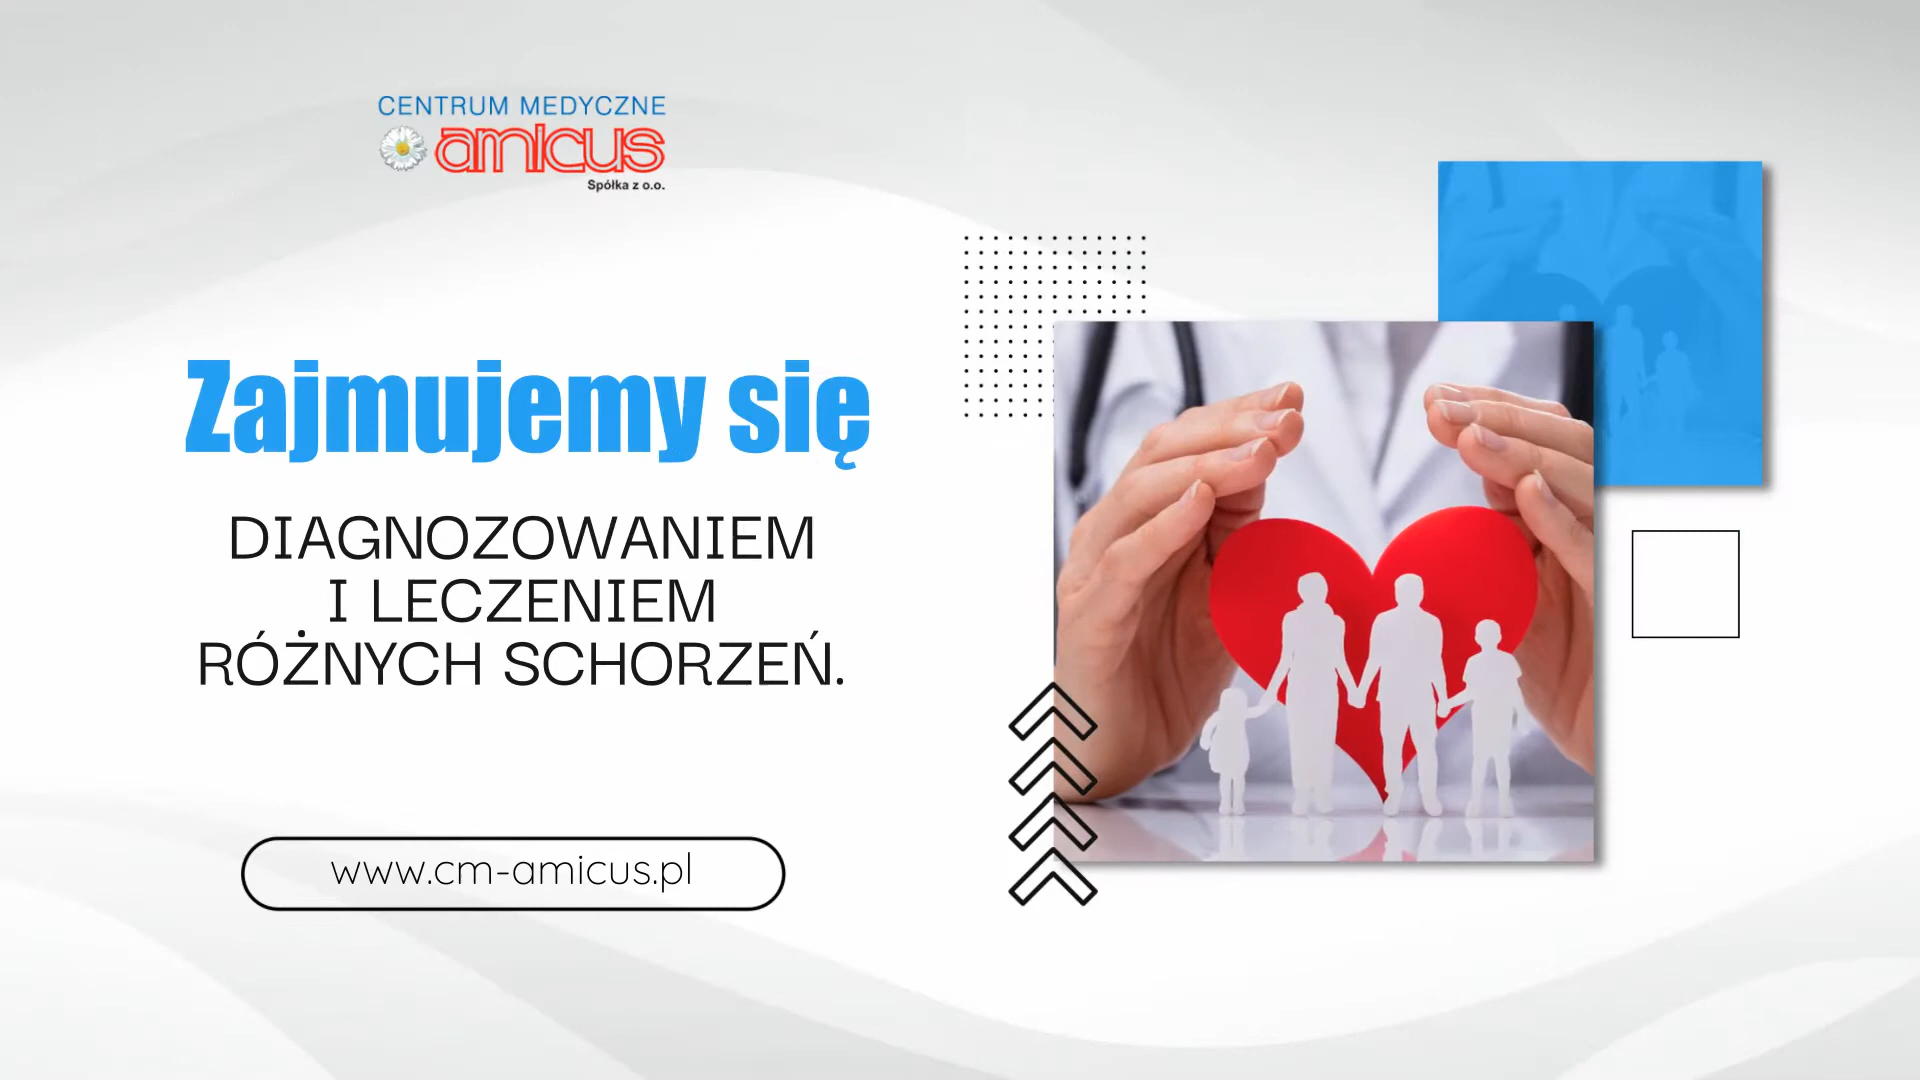 CENTRUM MEDYCZNE
amicus
Spółka z o.o.
Zajmujemy się
DIAGNOZOWANIEM
I LECZENIEM
RÓŻNYCH SCHORZEŃ.
www.cm-amicus.pl